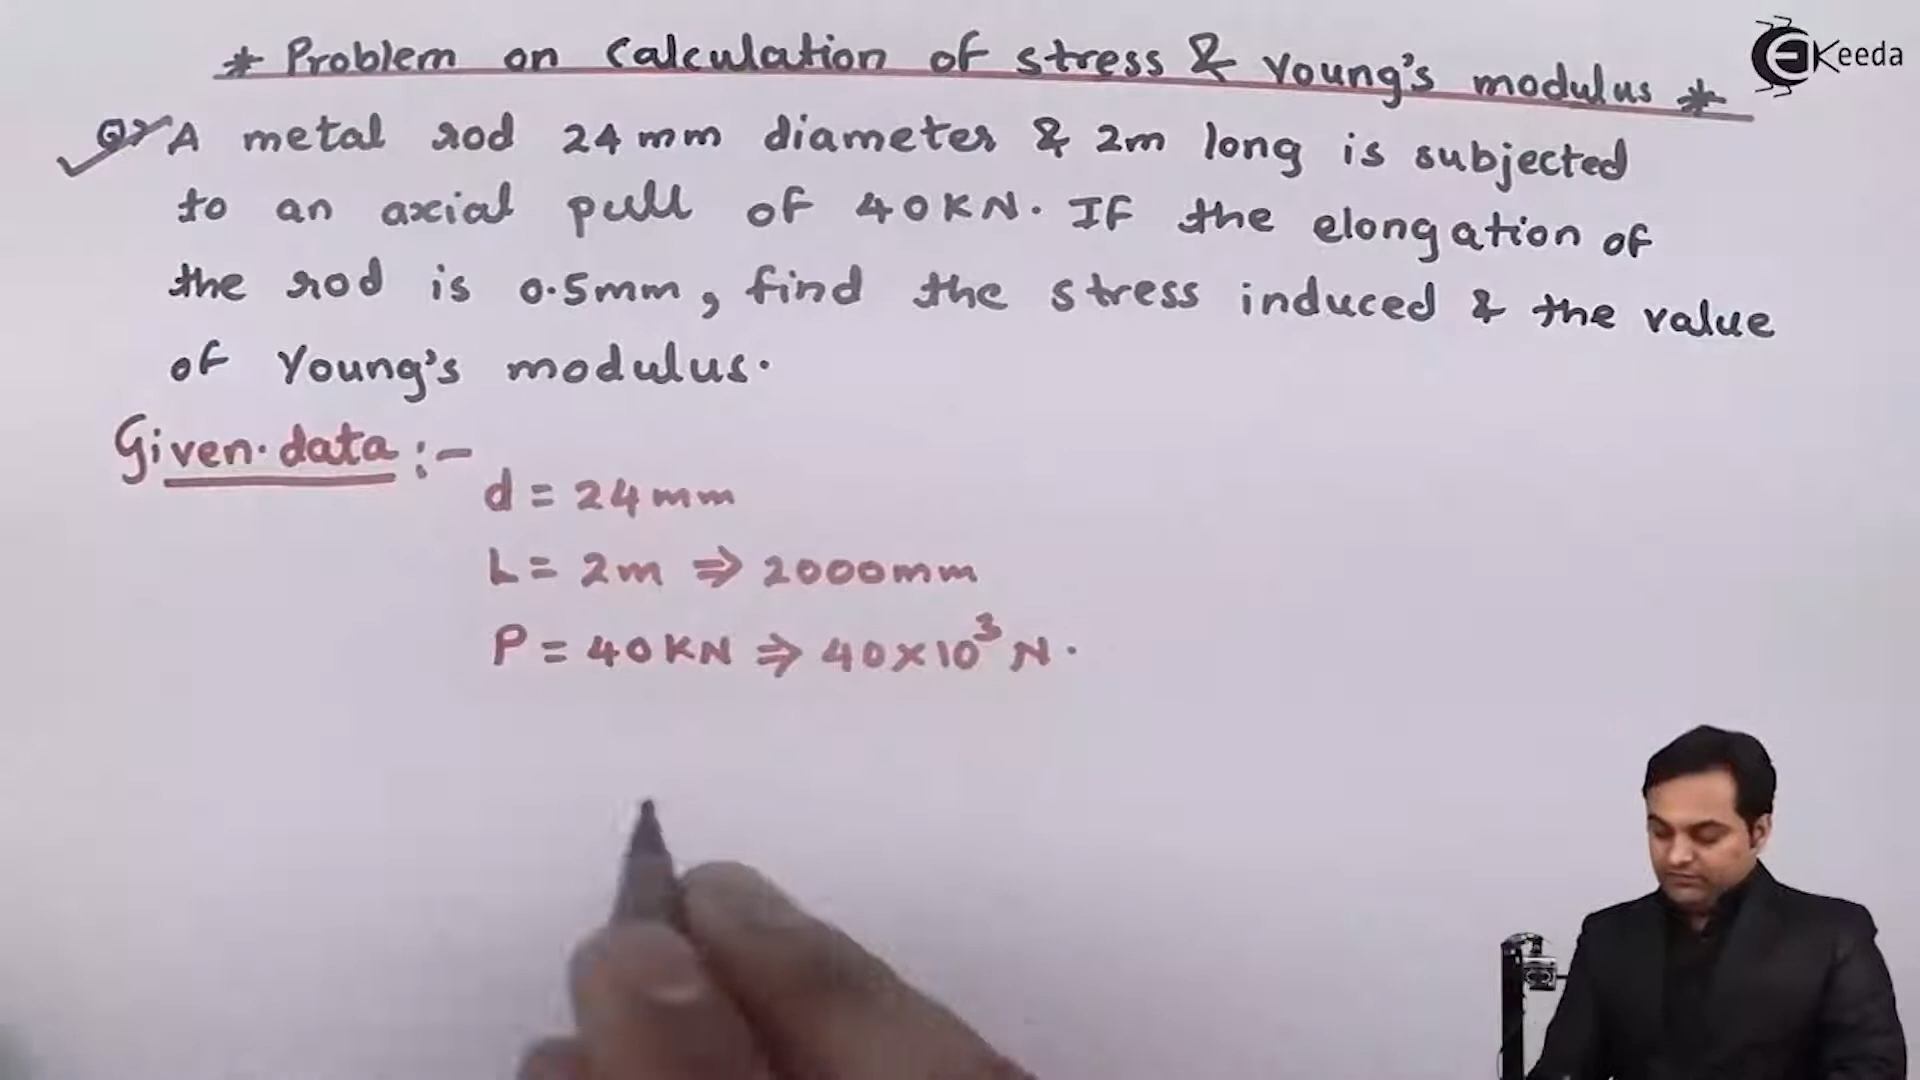 * Problem on Calculation of stress & Young's modulus *
EKeeda
Q> A metal rod 24mm diameter & 2m long is subjected
to an axial pull of 40KN. If the elongation of
the rod is 0.5mm, find the stress induced & the value
of Young's modulus.
Given data :-
d = 24mm
L = 2m ⇒ 2000mm
P = 40KN ⇒ 40×10³ N.